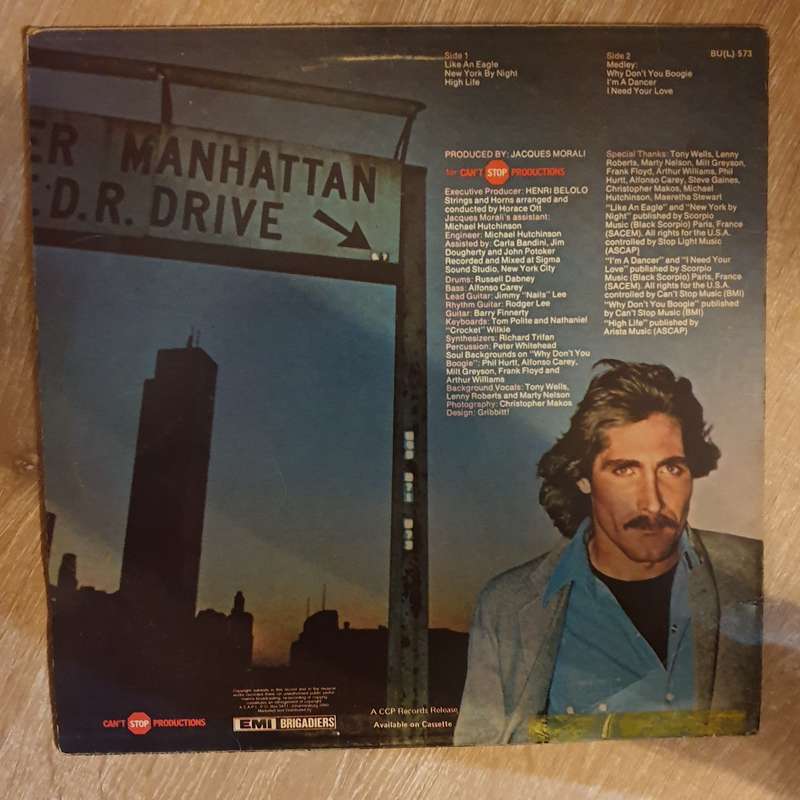 ER MANHATTAN
.D.R. DRIVE
Side 1
Like An Eagle
New York By Night
High Life
Side 2
Medley:
Why Don't You Boogie
I'm A Dancer
I Need Your Love
BU(L) 573
PRODUCED BY: JACQUES MORALI
for CAN'T STOP PRODUCTIONS
Executive Producer: HENRI BELOLO
Strings and Horns arranged and
conducted by Horace Ott
Jacques Morali's assistant:
Michael Hutchinson
Engineer: Michael Hutchinson
Assisted by: Carla Bandini, Jim
Dougherty and John Potoker
Recorded and Mixed at Sigma
Sound Studio, New York City
Drums: Russell Dabney
Bass: Alfonso Carey
Lead Guitar: Jimmy "Nails" Lee
Rhythm Guitar: Rodger Lee
Guitar: Barry Finnerty
Keyboards: Tom Polite and Nathaniel
"Crocket" Wilkie
Synthesizers: Richard Trifan
Percussion: Peter Whitehead
Soul Backgrounds on "Why Don't You
Boogie": Phil Hurtt, Alfonso Carey,
Milt Greyson, Frank Floyd and
Arthur Williams
Background Vocals: Tony Wells,
Lenny Roberts and Marty Nelson
Photography: Christopher Makos
Design: Gribbitt!
Special Thanks: Tony Wells, Lenny
Roberts, Marty Nelson, Milt Greyson,
Frank Floyd, Arthur Williams, Phil
Hurtt, Alfonso Carey, Steve Gaines,
Christopher Makos, Michael
Hutchinson, Maeretha Stewart
"Like An Eagle" and "New York by
Night" published by Scorpio
Music (Black Scorpio) Paris, France
(SACEM). All rights for the U.S.A.
controlled by Stop Light Music
(ASCAP)
"I'm A Dancer" and "I Need Your
Love" published by Scorpio
Music (Black Scorpio) Paris, France
(SACEM). All rights for the U.S.A.
controlled by Can't Stop Music (BMI)
"Why Don't You Boogie" published
by Can't Stop Music (BMI)
"High Life" published by
Arista Music (ASCAP)
CAN'T STOP PRODUCTIONS
EMI BRIGADIERS
A CCP Records Release
Available on Cassette